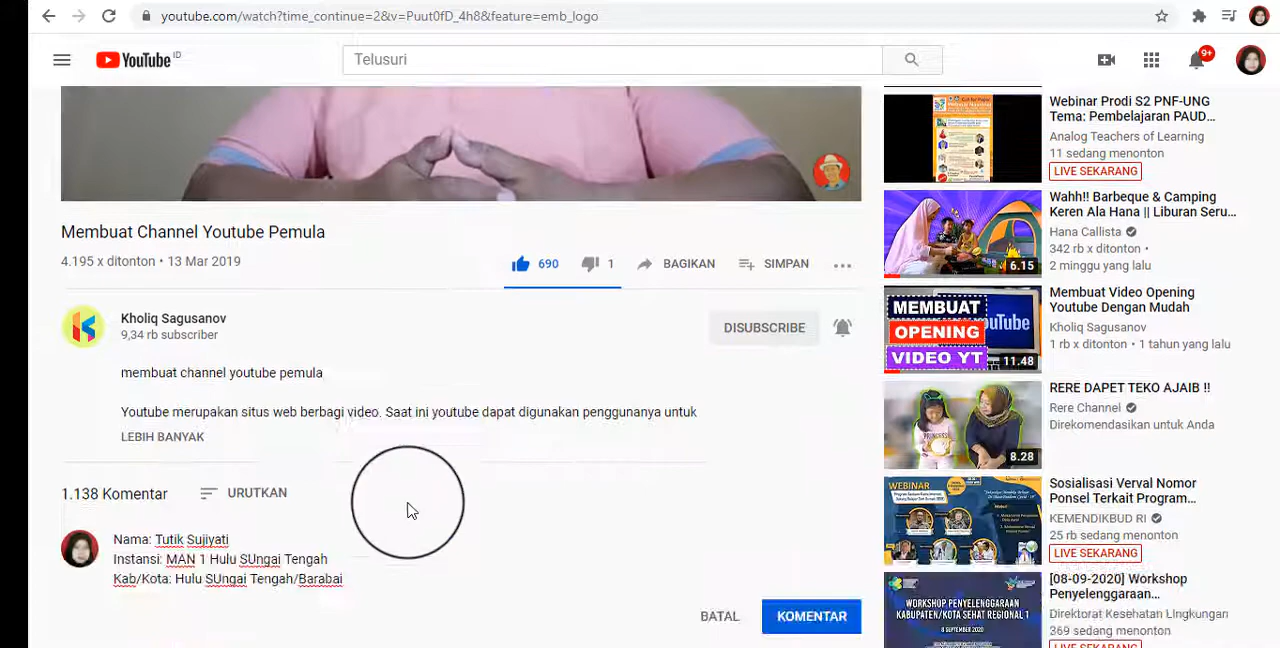 youtube.com/watch?time_continue=2&v=Puut0fD_4h8&feature=emb_logo
YouTube ID
Telusuri
9+
Membuat Channel Youtube Pemula
4.195 x ditonton • 13 Mar 2019
690
1
BAGIKAN
SIMPAN
Kholiq Sagusanov
9,34 rb subscriber
DISUBSCRIBE
membuat channel youtube pemula
Youtube merupakan situs web berbagi video. Saat ini youtube dapat digunakan penggunanya untuk
LEBIH BANYAK
1.138 Komentar
URUTKAN
Nama: Tutik Sujiyati
Instansi: MAN 1 Hulu SUngai Tengah
Kab/Kota: Hulu SUngai Tengah/Barabai
BATAL
KOMENTAR
Webinar Prodi S2 PNF-UNG
Tema: Pembelajaran PAUD...
Analog Teachers of Learning
11 sedang menonton
LIVE SEKARANG
6.15
Wahh!! Barbeque & Camping
Keren Ala Hana || Liburan Seru...
Hana Callista
342 rb x ditonton •
2 minggu yang lalu
MEMBUAT
OPENING
VIDEO YT
YouTube
11.48
Membuat Video Opening
Youtube Dengan Mudah
Kholiq Sagusanov
1 rb x ditonton • 1 tahun yang lalu
8.28
RERE DAPET TEKO AJAIB !!
Rere Channel
Direkomendasikan untuk Anda
WEBINAR
Sosialisasi Verval Nomor
Ponsel Terkait Program...
KEMENDIKBUD RI
25 rb sedang menonton
LIVE SEKARANG
WORKSHOP PENYELENGGARAAN
KABUPATEN/KOTA SEHAT REGIONAL 1
8 SEPTEMBER 2020
[08-09-2020] Workshop
Penyelenggaraan...
Direktorat Kesehatan Lingkungan
369 sedang menonton
LIVE SEKARANG